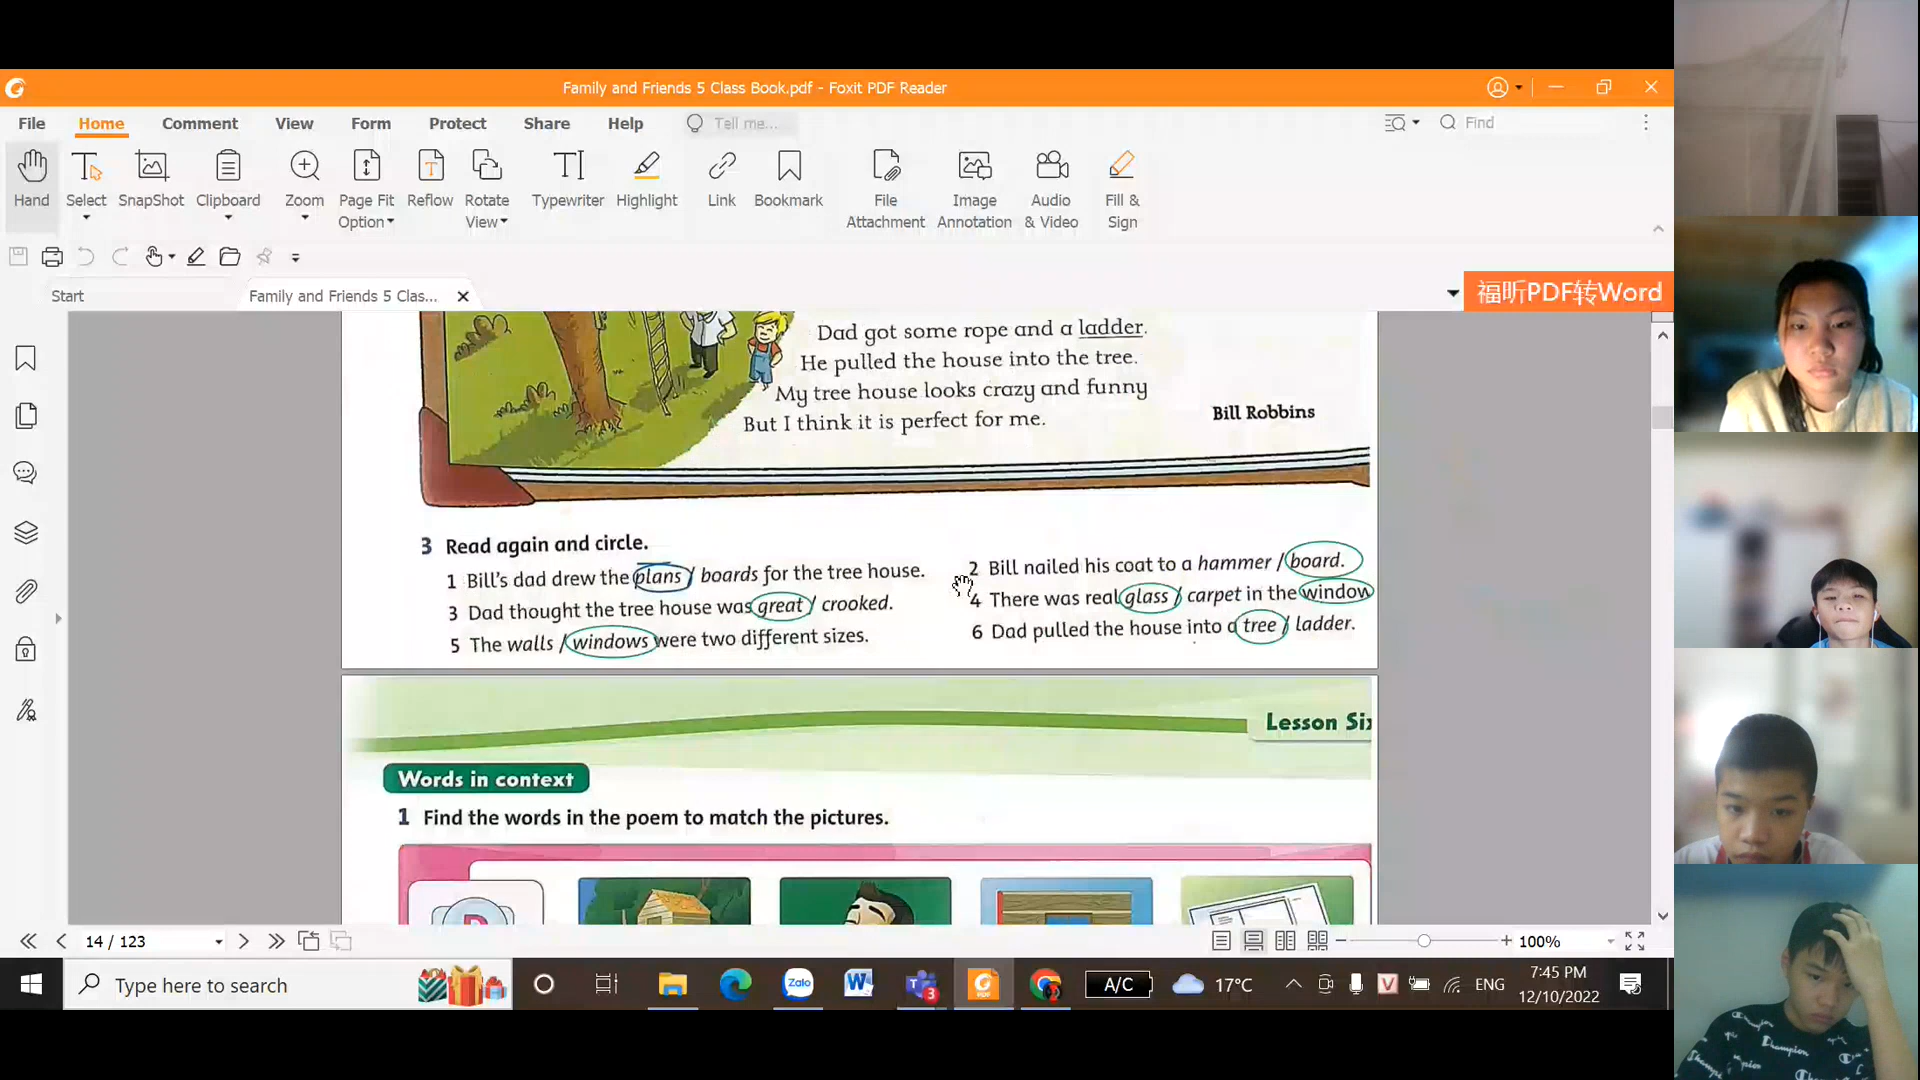 Family and Friends 5 Class Book.pdf - Foxit PDF Reader
File Home Comment View Form Protect Share Help Tell me... Find
Hand Select SnapShot Clipboard Zoom Page Fit Option Reflow Rotate View Typewriter Highlight Link Bookmark File Attachment Image Annotation Audio & Video Fill & Sign
Start Family and Friends 5 Clas... 福昕PDF转Word
Dad got some rope and a ladder.
He pulled the house into the tree.
My tree house looks crazy and funny
But I think it is perfect for me.
Bill Robbins
3 Read again and circle.
1 Bill's dad drew the plans / boards for the tree house.
2 Bill nailed his coat to a hammer / board.
3 Dad thought the tree house was great / crooked.
4 There was real glass / carpet in the window
5 The walls / windows were two different sizes.
6 Dad pulled the house into a tree / ladder.
Lesson Six
Words in context
1 Find the words in the poem to match the pictures.
14 / 123 100%
Type here to search Zalo W 3 A/C 17°C V ENG 7:45 PM
12/10/2022
Champion